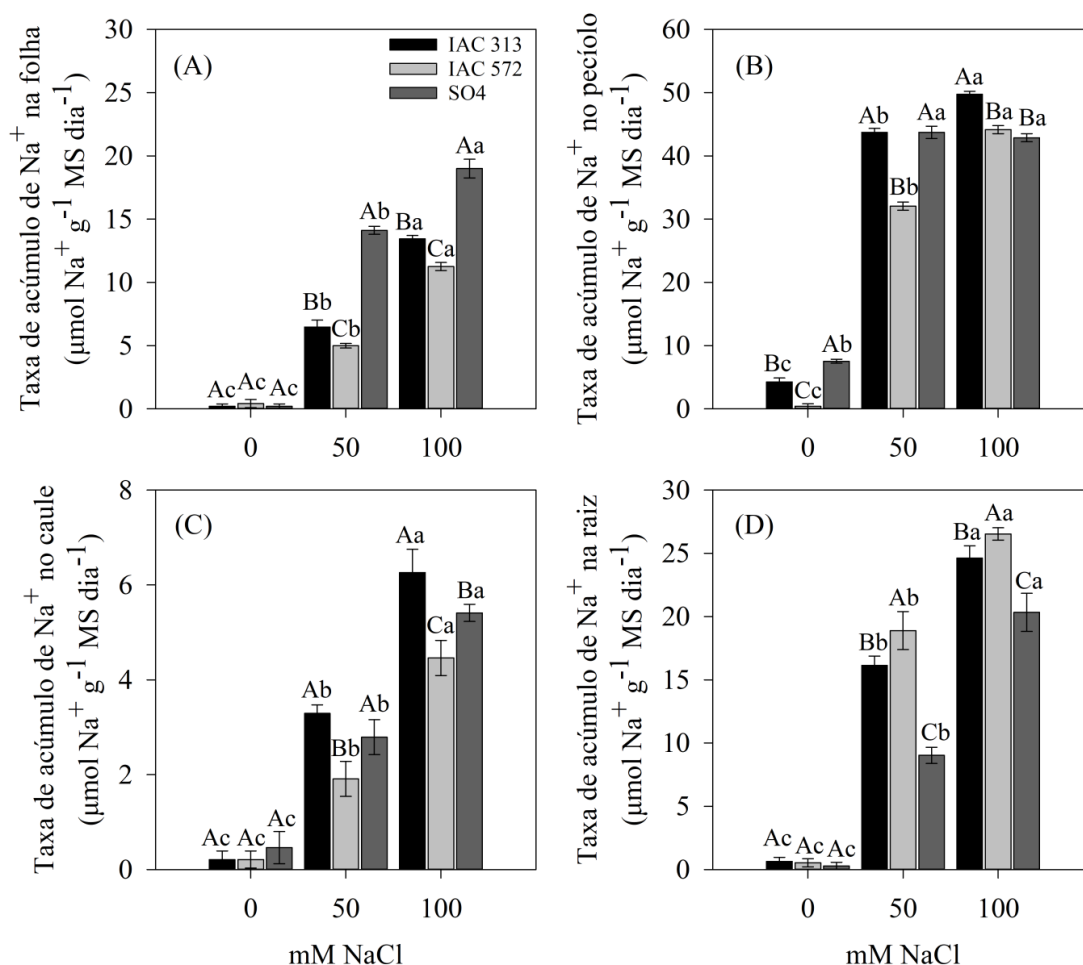 Taxa de acúmulo de Na⁺ na folha
(µmol Na⁺ g⁻¹ MS dia⁻¹)
30
25
20
15
10
5
0
(A)
IAC 313
IAC 572
SO4
Ac
Ac
Ac
Bb
Cb
Ab
Ba
Ca
Aa
0
50
100
Taxa de acúmulo de Na⁺ no pecíolo
(µmol Na⁺ g⁻¹ MS dia⁻¹)
60
50
40
30
20
10
0
(B)
Bc
Cc
Ab
Ab
Bb
Aa
Aa
Ba
Ba
0
50
100
Taxa de acúmulo de Na⁺ no caule
(µmol Na⁺ g⁻¹ MS dia⁻¹)
8
6
4
2
0
(C)
Ac
Ac
Ac
Ab
Bb
Ab
Aa
Ca
Ba
0
50
100
mM NaCl
Taxa de acúmulo de Na⁺ na raiz
(µmol Na⁺ g⁻¹ MS dia⁻¹)
30
25
20
15
10
5
0
(D)
Ac
Ac
Ac
Bb
Ab
Cb
Ba
Aa
Ca
0
50
100
mM NaCl